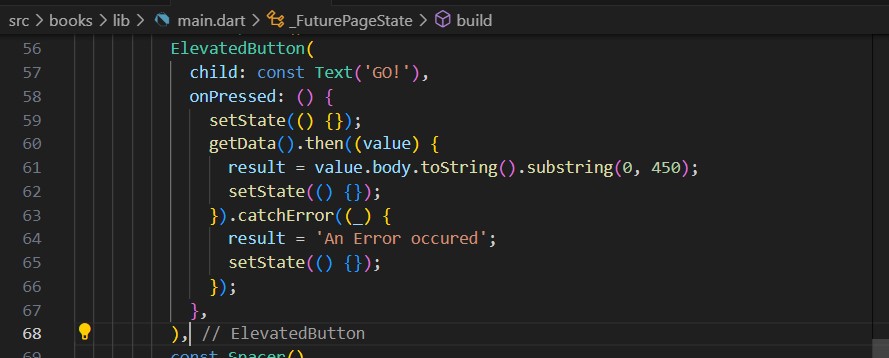 src > books > lib > main.dart > _FuturePageState > build
56 ElevatedButton(
57 child: const Text('GO!'),
58 onPressed: () {
59 setState(() {});
60 getData().then((value) {
61 result = value.body.toString().substring(0, 450);
62 setState(() {});
63 }).catchError((_) {
64 result = 'An Error occured';
65 setState(() {});
66 });
67 },
68 ), // ElevatedButton
69 const Spacer()